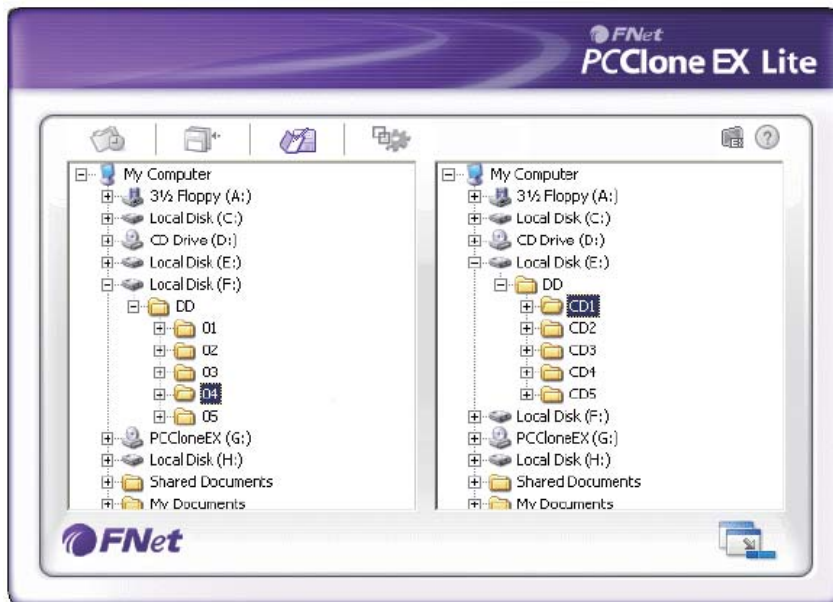 FNet
PCClone EX Lite
My Computer
3½ Floppy (A:)
Local Disk (C:)
CD Drive (D:)
Local Disk (E:)
Local Disk (F:)
DD
01
02
03
04
05
PCCloneEX (G:)
Local Disk (H:)
Shared Documents
My Documents
My Computer
3½ Floppy (A:)
Local Disk (C:)
CD Drive (D:)
Local Disk (E:)
DD
CD1
CD2
CD3
CD4
CD5
Local Disk (F:)
PCCloneEX (G:)
Local Disk (H:)
Shared Documents
My Documents
FNet